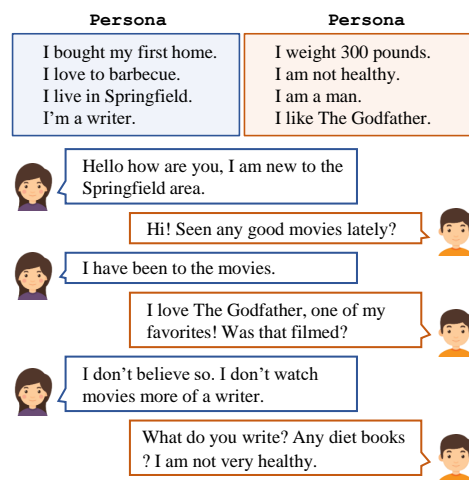 Persona
I bought my first home.
I love to barbecue.
I live in Springfield.
I'm a writer.
Persona
I weight 300 pounds.
I am not healthy.
I am a man.
I like The Godfather.
Hello how are you, I am new to the
Springfield area.
Hi! Seen any good movies lately?
I have been to the movies.
I love The Godfather, one of my
favorites! Was that filmed?
I don't believe so. I don't watch
movies more of a writer.
What do you write? Any diet books
? I am not very healthy.